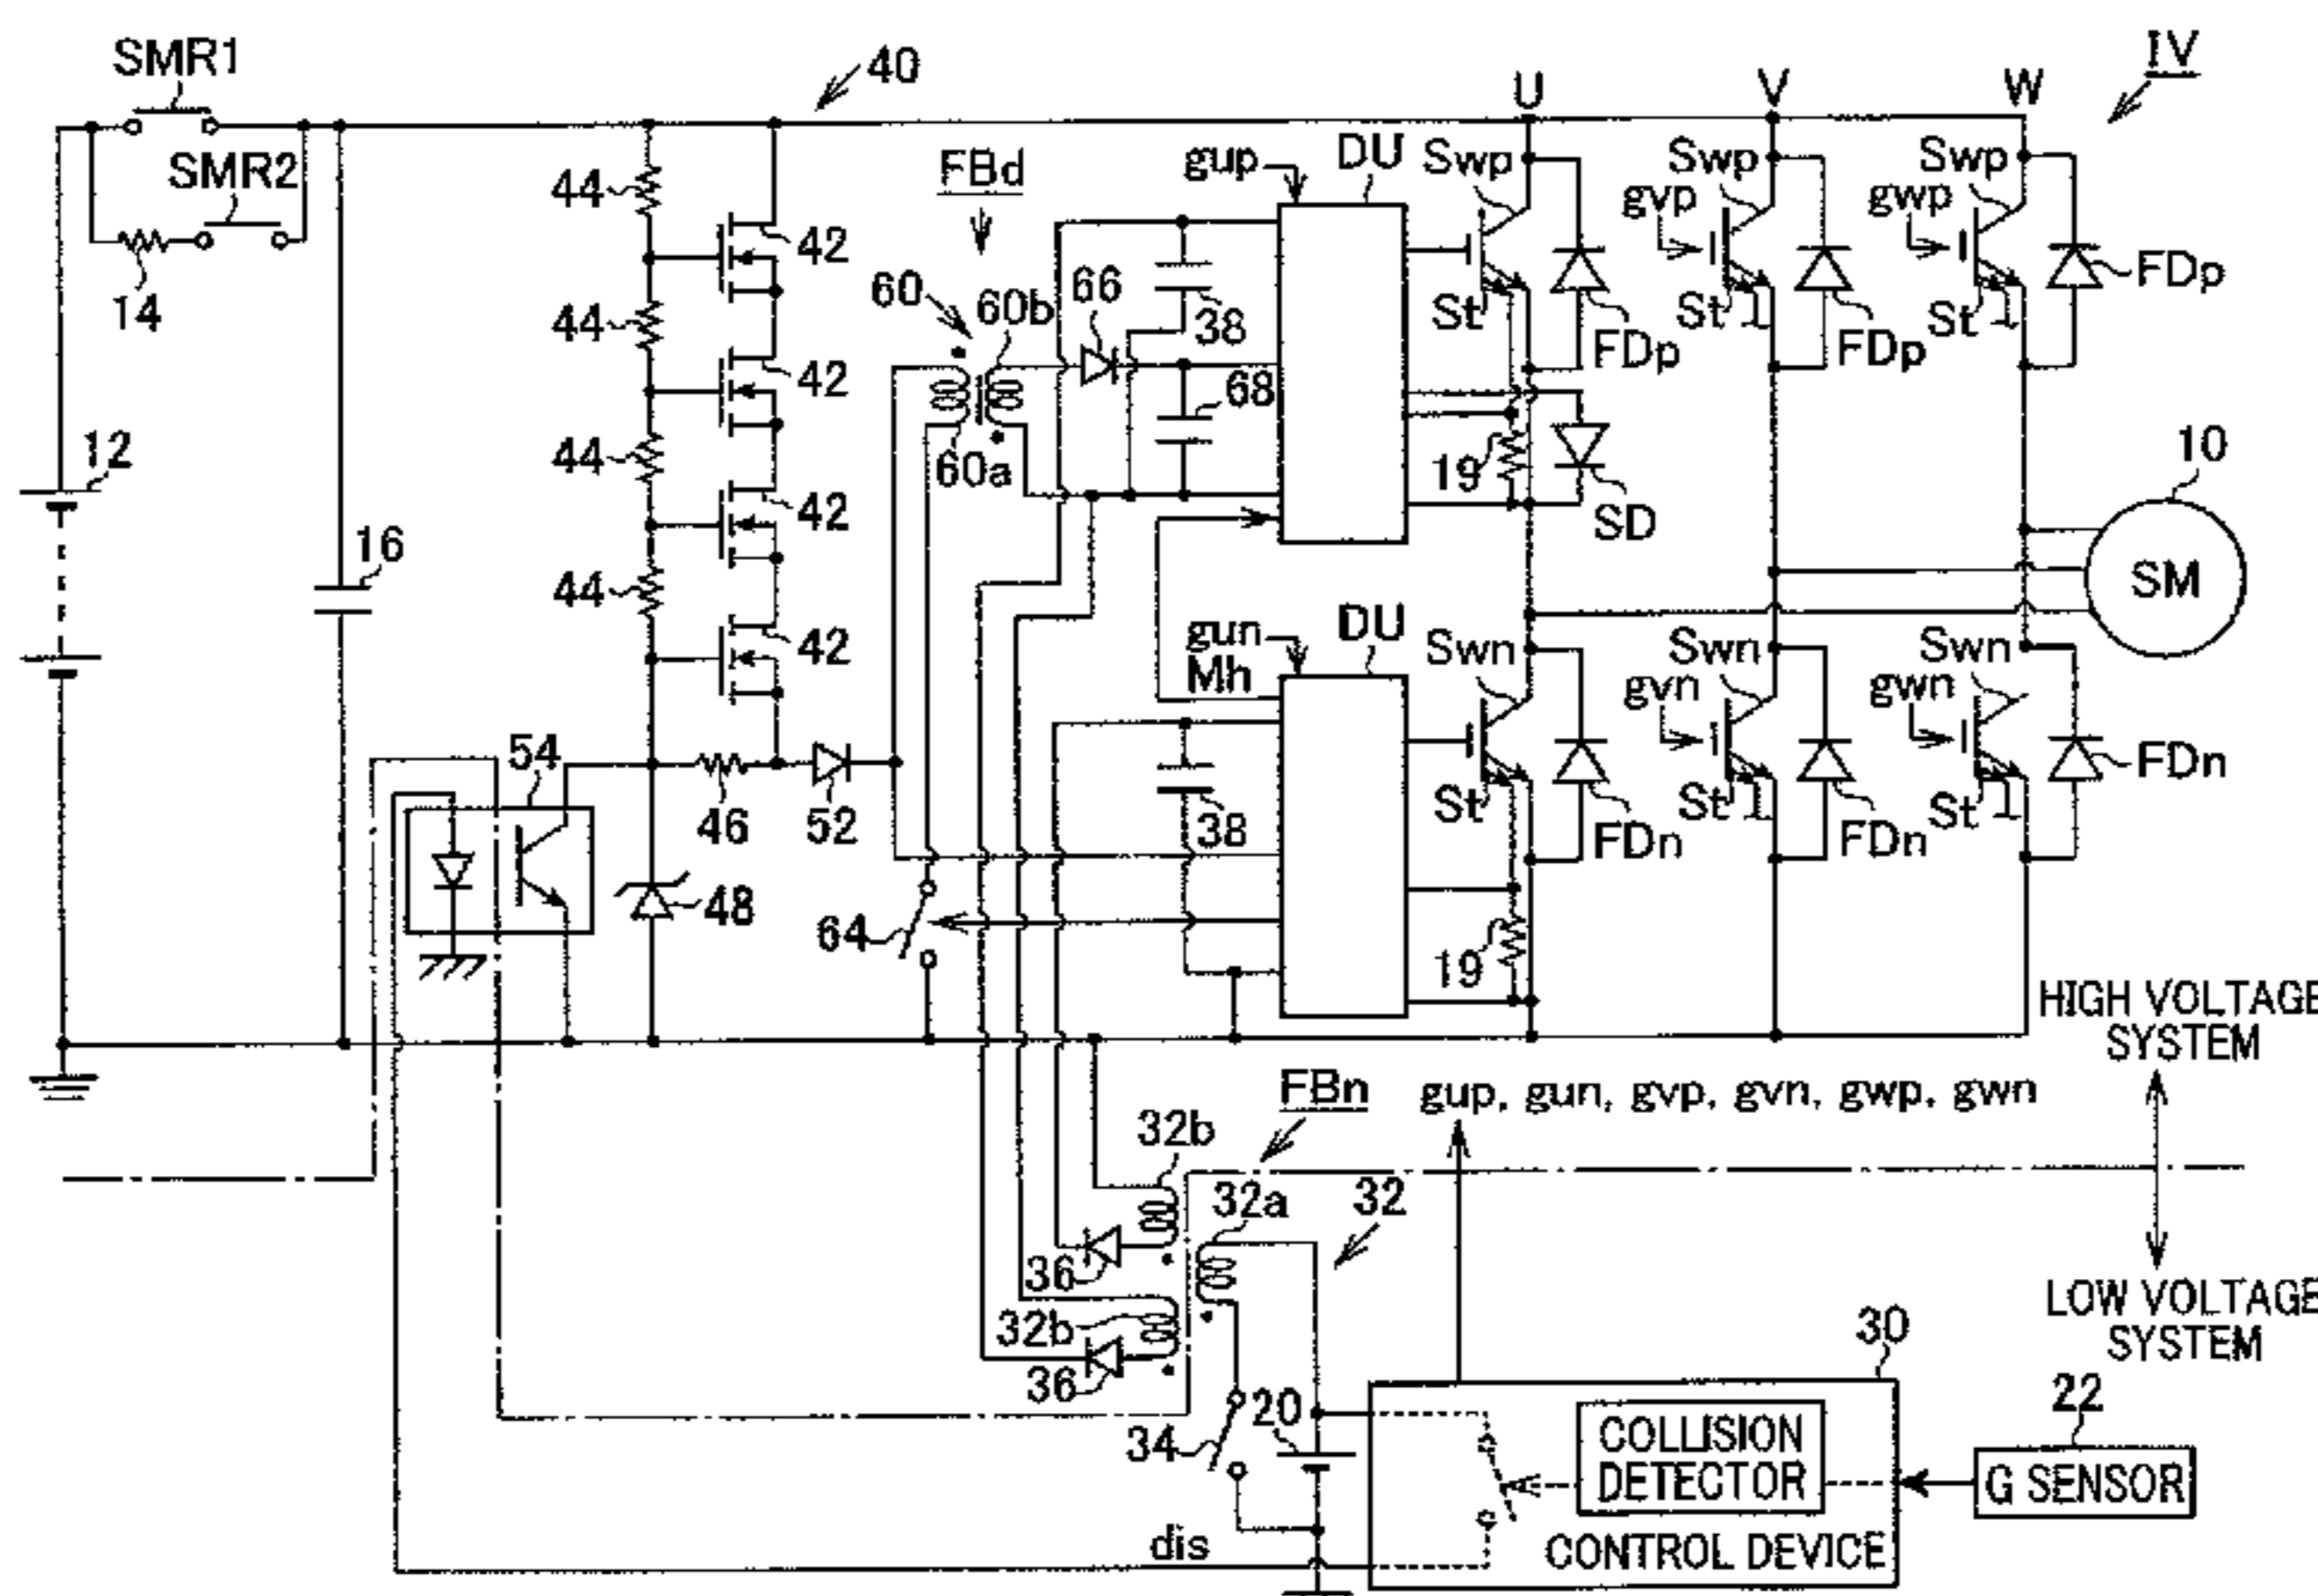 SMR1
40
IV
U
V
W
SMR2
FBd
gup
DU
Swp
Swp
Swp
44
gvp
gwp
42
60
60b
66
FDp
14
St
St
St
44
38
FDp
FDp
42
68
12
44
60a
19
10
42
SD
16
SM
44
gun
DU
42
Swn
Swn
Swn
Mh
gvn
gwn
54
FDn
46
52
38
St
St
St
FDn
FDn
48
64
19
HIGH VOLTAGE
SYSTEM
FBn
gup, gun, gvp, gvn, gwp, gwn
32b
32a
32
36
LOW VOLTAGE
SYSTEM
32b
30
36
22
20
34
COLLISION
DETECTOR
G SENSOR
dis
CONTROL DEVICE